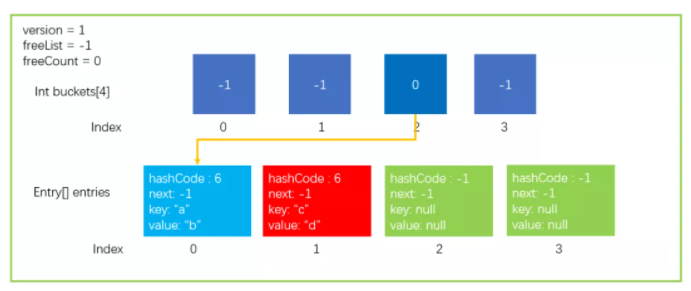 version = 1
freeList = -1
freeCount = 0
Int buckets[4]
-1 -1 0 -1
Index 0 1 2 3
Entry[] entries
hashCode : 6
next: -1
key: "a"
value: "b"
hashCode : 6
next: -1
key: "c"
value: "d"
hashCode : -1
next: -1
key: null
value: null
hashCode : -1
next: -1
key: null
value: null
Index 0 1 2 3